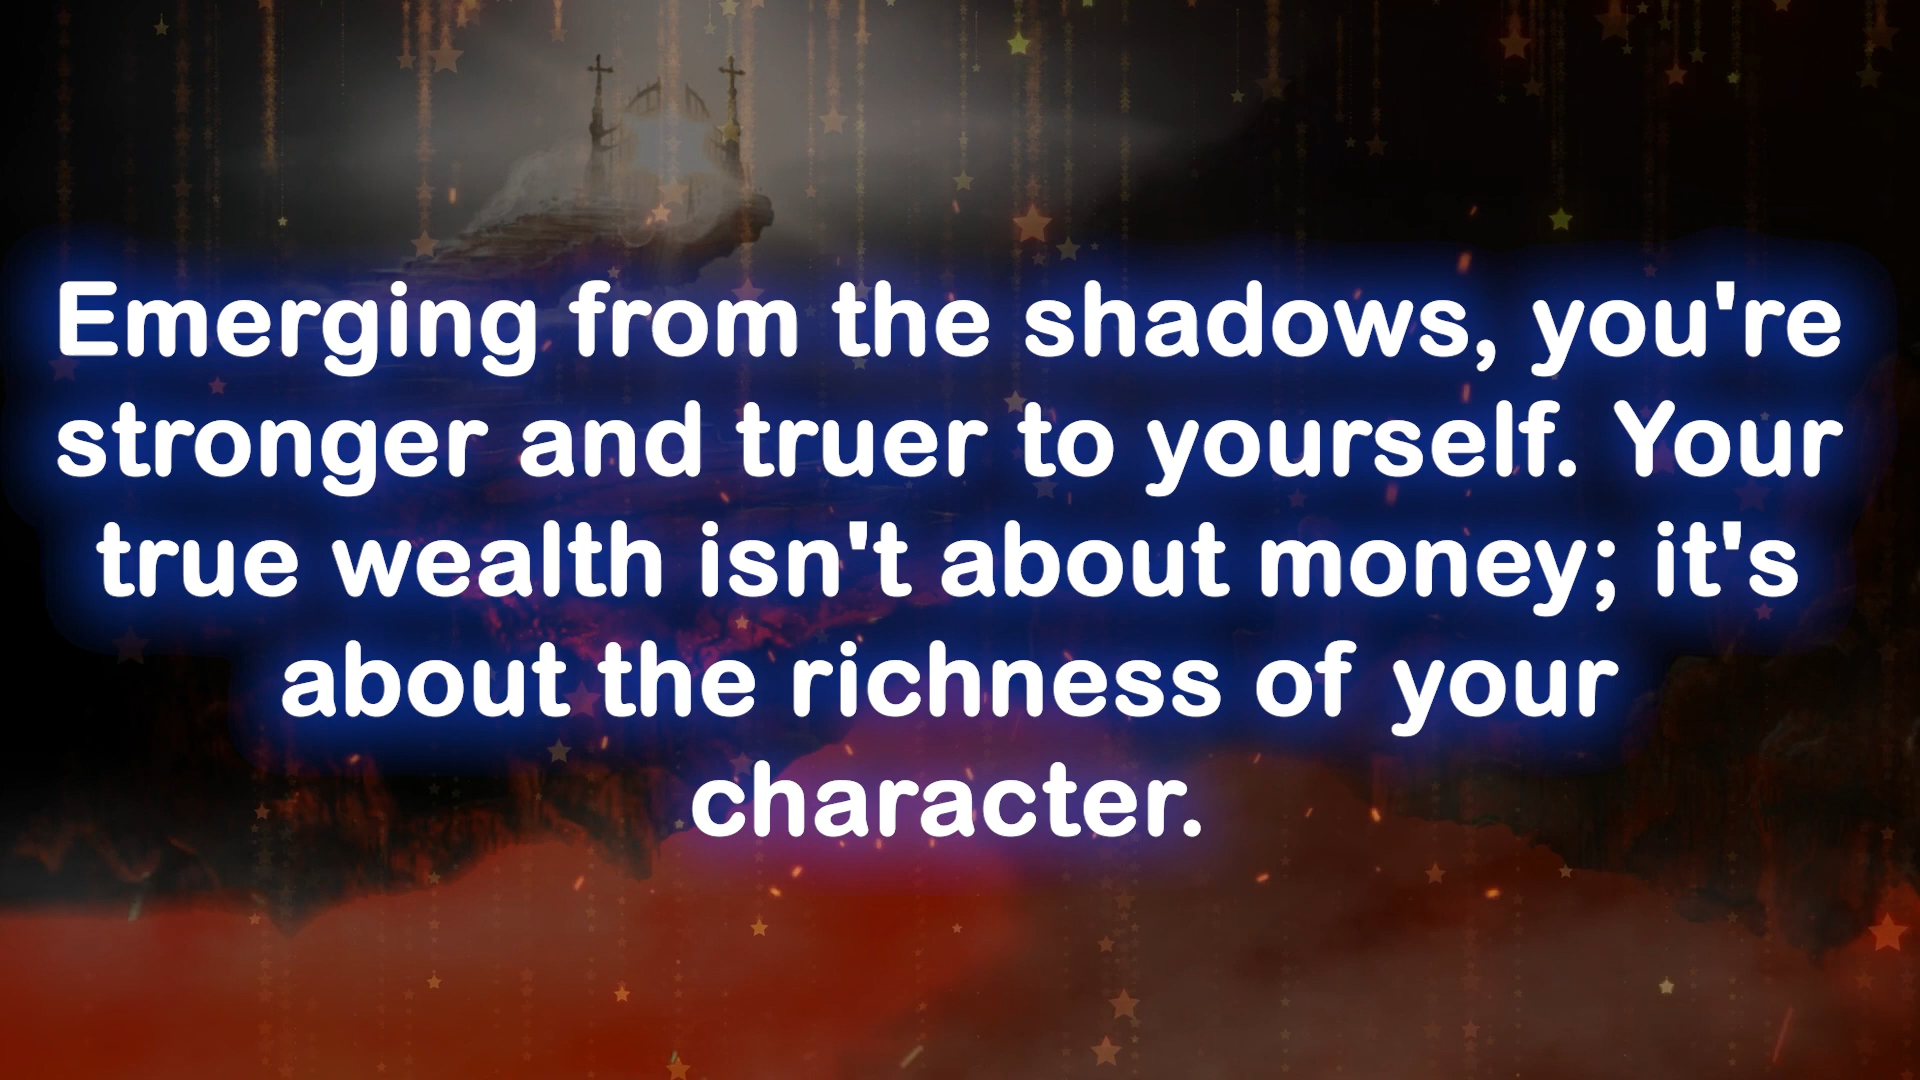 Emerging from the shadows, you're
stronger and truer to yourself. Your
true wealth isn't about money; it's
about the richness of your
character.